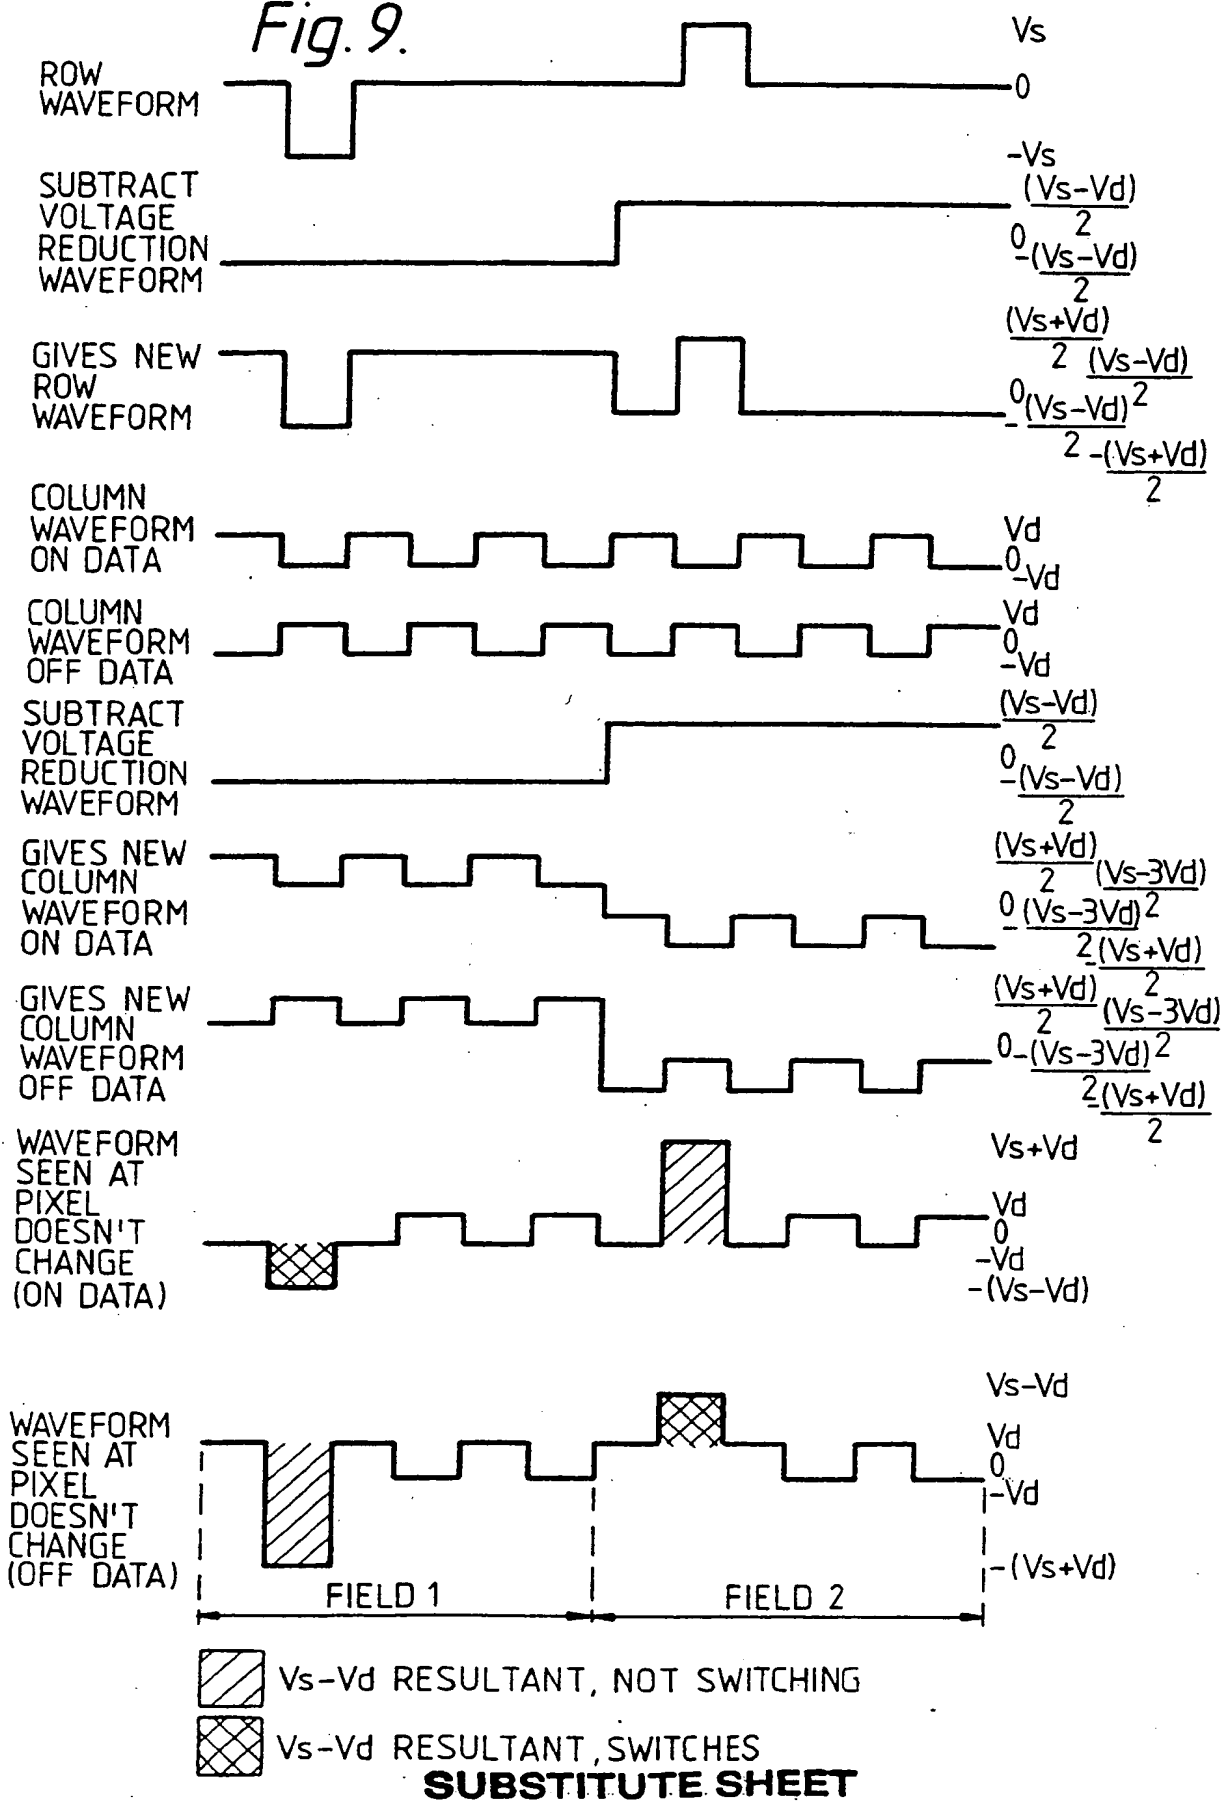 Fig. 9.
ROW
WAVEFORM
Vs
0
-Vs
SUBTRACT
VOLTAGE
REDUCTION
WAVEFORM
(Vs-Vd)
2
0
-(Vs-Vd)
2
GIVES NEW
ROW
WAVEFORM
(Vs+Vd)
2
(Vs-Vd)
2
0
-(Vs-Vd)
2
-(Vs+Vd)
2
COLUMN
WAVEFORM
ON DATA
Vd
0
-Vd
COLUMN
WAVEFORM
OFF DATA
Vd
0
-Vd
SUBTRACT
VOLTAGE
REDUCTION
WAVEFORM
(Vs-Vd)
2
0
-(Vs-Vd)
2
GIVES NEW
COLUMN
WAVEFORM
ON DATA
(Vs+Vd)
2
(Vs-3Vd)
2
0
-(Vs-3Vd)
2
-(Vs+Vd)
2
GIVES NEW
COLUMN
WAVEFORM
OFF DATA
(Vs+Vd)
2
(Vs-3Vd)
2
0
-(Vs-3Vd)
2
-(Vs+Vd)
2
WAVEFORM
SEEN AT
PIXEL
DOESN'T
CHANGE
(ON DATA)
Vs+Vd
Vd
0
-Vd
-(Vs-Vd)
WAVEFORM
SEEN AT
PIXEL
DOESN'T
CHANGE
(OFF DATA)
Vs-Vd
Vd
0
-Vd
-(Vs+Vd)
FIELD 1
FIELD 2
Vs-Vd RESULTANT, NOT SWITCHING
Vs-Vd RESULTANT, SWITCHES
SUBSTITUTE SHEET